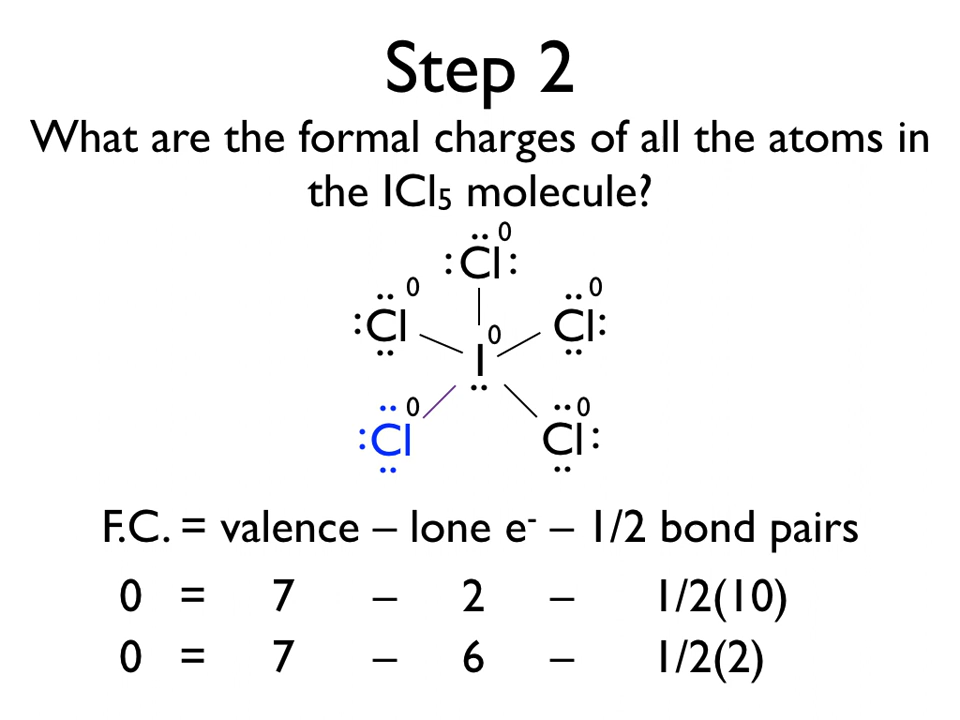 Step 2
What are the formal charges of all the atoms in
the ICl₅ molecule?
0
Cl
0
0
Cl
Cl
0
I
0
0
Cl
Cl
F.C. = valence – lone e⁻ – 1/2 bond pairs
0 = 7 – 2 – 1/2(10)
0 = 7 – 6 – 1/2(2)